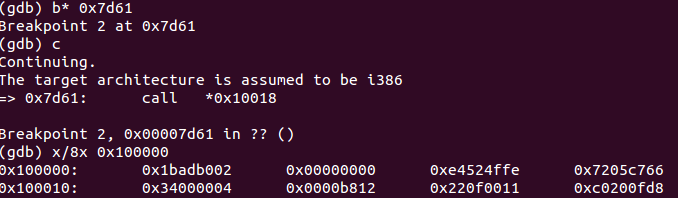 (gdb) b* 0x7d61
Breakpoint 2 at 0x7d61
(gdb) c
Continuing.
The target architecture is assumed to be i386
=> 0x7d61: call *0x10018
Breakpoint 2, 0x00007d61 in ?? ()
(gdb) x/8x 0x100000
0x100000: 0x1badb002 0x00000000 0xe4524ffe 0x7205c766
0x100010: 0x34000004 0x0000b812 0x220f0011 0xc0200fd8